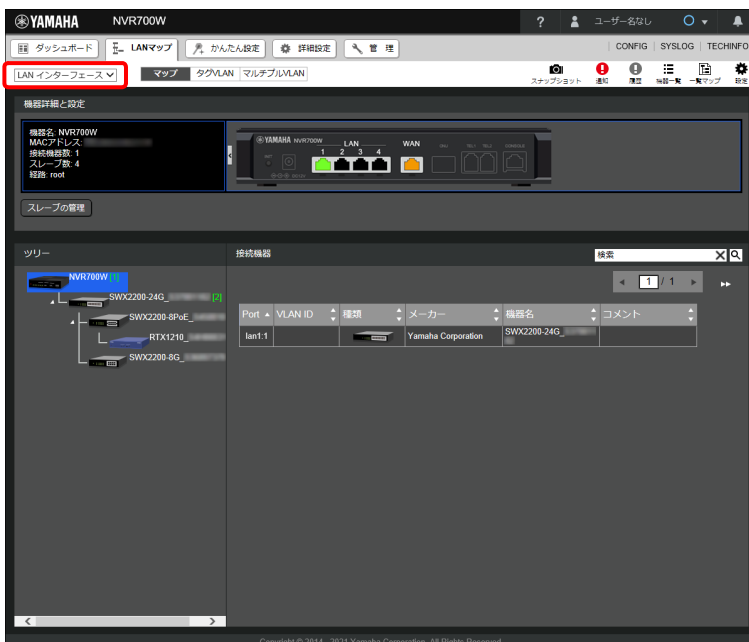 YAMAHA NVR700W ? ユーザー名なし
ダッシュボード LANマップ かんたん設定 詳細設定 管 理 CONFIG SYSLOG TECHINFO
LAN インターフェース マップ タグVLAN マルチプルVLAN スナップショット 通知 履歴 機器一覧 一覧マップ 設定
機器詳細と設定
機器名: NVR700W
MACアドレス:
接続機器数: 1
スレーブ数: 4
経路: root
YAMAHA NVR700W LAN WAN
1 2 3 4
スレーブの管理
ツリー 接続機器 検索
NVR700W [1]
SWX2200-24G_ [2]
SWX2200-8PoE_
RTX1210_
SWX2200-8G_
1 / 1
Port VLAN ID 種類 メーカー 機器名 コメント
lan1:1 Yamaha Corporation SWX2200-24G_
Copyright © 2014 - 2021 Yamaha Corporation. All Rights Reserved.